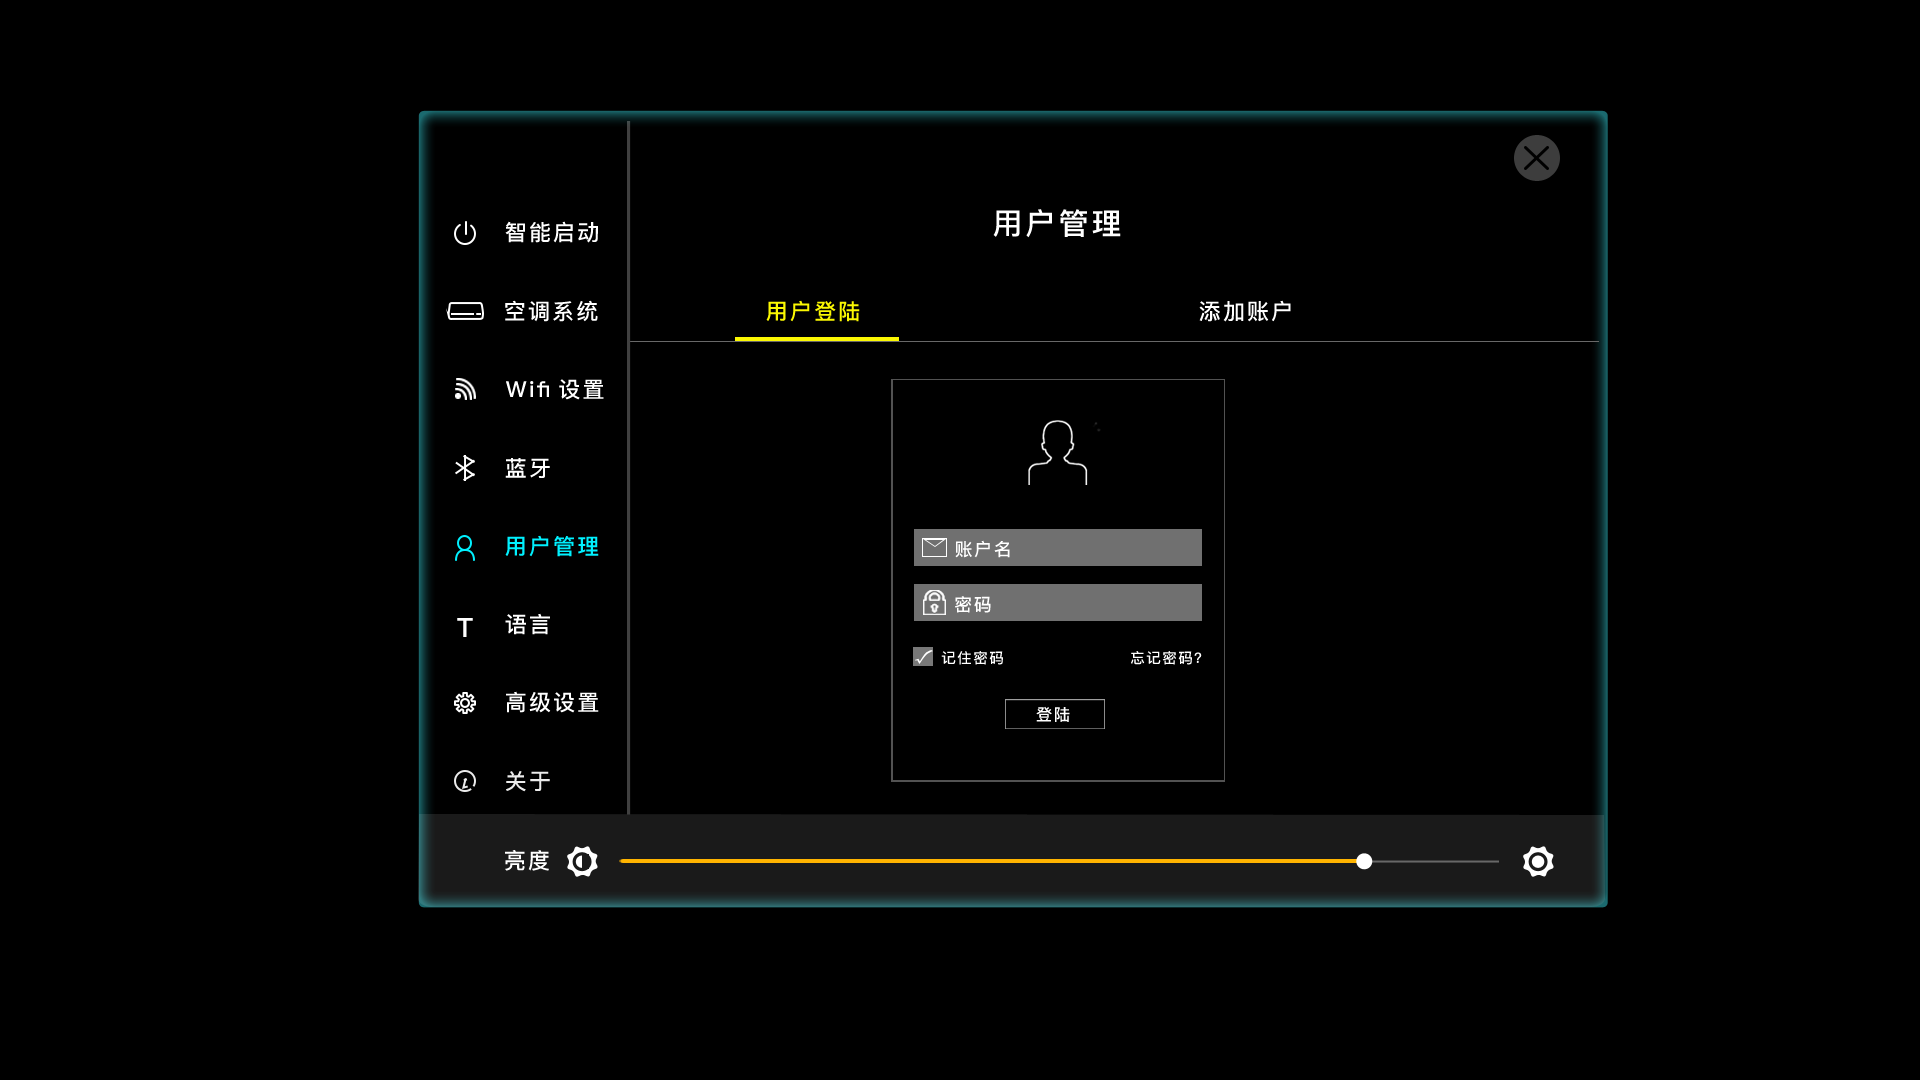 用户管理
智能启动
空调系统
Wifi 设置
蓝牙
用户管理
T 语言
高级设置
关于
用户登陆
添加账户
账户名
密码
记住密码
忘记密码?
登陆
亮度